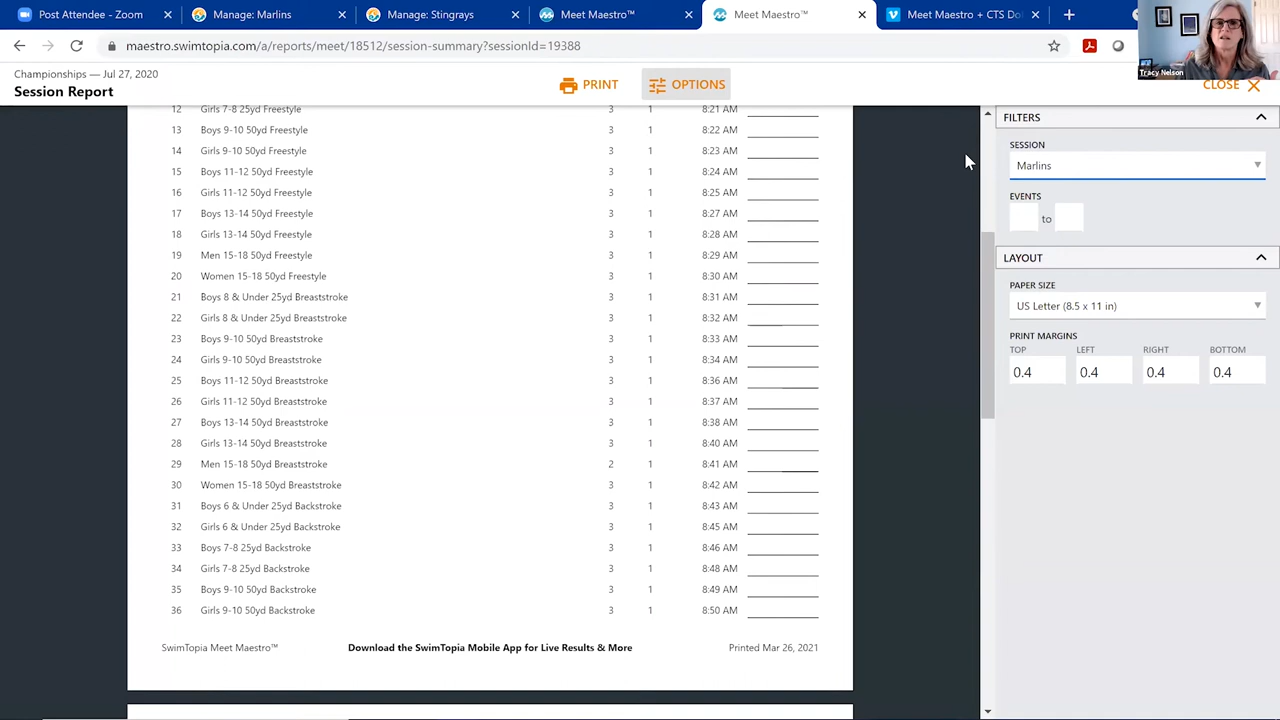 Post Attendee - Zoom
Manage: Marlins
Manage: Stingrays
Meet Maestro™
Meet Maestro™
Meet Maestro + CTS Do
maestro.swimtopia.com/a/reports/meet/18512/session-summary?sessionId=19388
Tracy Nelson
Championships — Jul 27, 2020
Session Report
PRINT
OPTIONS
CLOSE
12 Girls 7-8 25yd Freestyle 3 1 8:21 AM
13 Boys 9-10 50yd Freestyle 3 1 8:22 AM
14 Girls 9-10 50yd Freestyle 3 1 8:23 AM
15 Boys 11-12 50yd Freestyle 3 1 8:24 AM
16 Girls 11-12 50yd Freestyle 3 1 8:25 AM
17 Boys 13-14 50yd Freestyle 3 1 8:27 AM
18 Girls 13-14 50yd Freestyle 3 1 8:28 AM
19 Men 15-18 50yd Freestyle 3 1 8:29 AM
20 Women 15-18 50yd Freestyle 3 1 8:30 AM
21 Boys 8 & Under 25yd Breaststroke 3 1 8:31 AM
22 Girls 8 & Under 25yd Breaststroke 3 1 8:32 AM
23 Boys 9-10 50yd Breaststroke 3 1 8:33 AM
24 Girls 9-10 50yd Breaststroke 3 1 8:34 AM
25 Boys 11-12 50yd Breaststroke 3 1 8:36 AM
26 Girls 11-12 50yd Breaststroke 3 1 8:37 AM
27 Boys 13-14 50yd Breaststroke 3 1 8:38 AM
28 Girls 13-14 50yd Breaststroke 3 1 8:40 AM
29 Men 15-18 50yd Breaststroke 2 1 8:41 AM
30 Women 15-18 50yd Breaststroke 3 1 8:42 AM
31 Boys 6 & Under 25yd Backstroke 3 1 8:43 AM
32 Girls 6 & Under 25yd Backstroke 3 1 8:45 AM
33 Boys 7-8 25yd Backstroke 3 1 8:46 AM
34 Girls 7-8 25yd Backstroke 3 1 8:48 AM
35 Boys 9-10 50yd Backstroke 3 1 8:49 AM
36 Girls 9-10 50yd Backstroke 3 1 8:50 AM
SwimTopia Meet Maestro™ Download the SwimTopia Mobile App for Live Results & More Printed Mar 26, 2021
FILTERS
SESSION
Marlins
EVENTS
to
LAYOUT
PAPER SIZE
US Letter (8.5 x 11 in)
PRINT MARGINS
TOP LEFT RIGHT BOTTOM
0.4 0.4 0.4 0.4